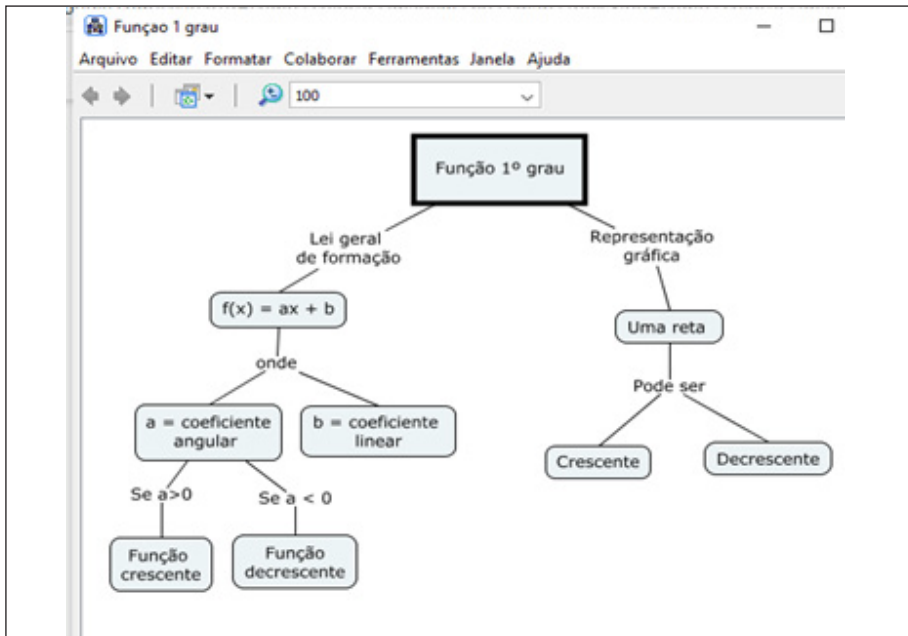 Funçao 1 grau
Arquivo Editar Formatar Colaborar Ferramentas Janela Ajuda
100
Função 1º grau
Lei geral
de formação
Representação
gráfica
f(x) = ax + b
Uma reta
onde
Pode ser
a = coeficiente
angular
b = coeficiente
linear
Crescente
Decrescente
Se a>0
Se a < 0
Função
crescente
Função
decrescente